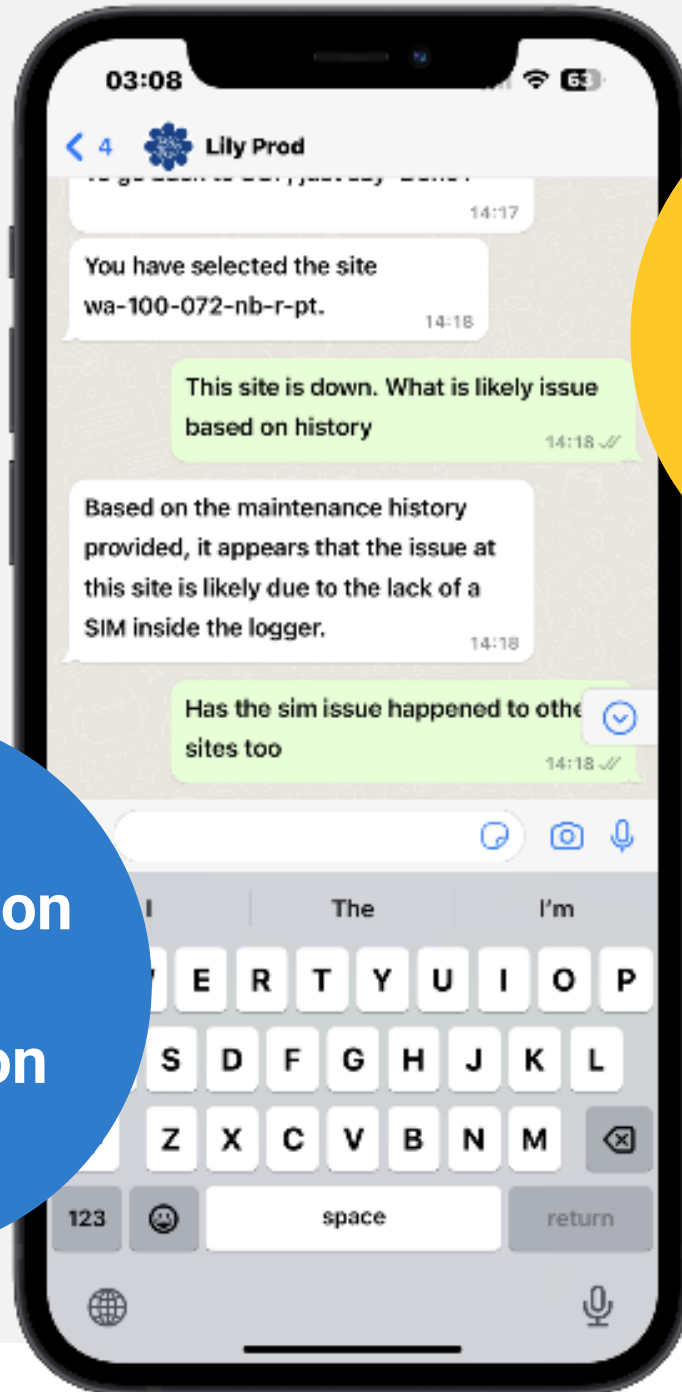 03:08
63
4
Lily Prod
14:17
You have selected the site
wa-100-072-nb-r-pt.
14:18
This site is down. What is likely issue
based on history
14:18
Based on the maintenance history
provided, it appears that the issue at
this site is likely due to the lack of a
SIM inside the logger.
14:18
Has the sim issue happened to othe
sites too
14:18
on
on
I The I'm
E R T Y U I O P
S D F G H J K L
Z X C V B N M
123 space return